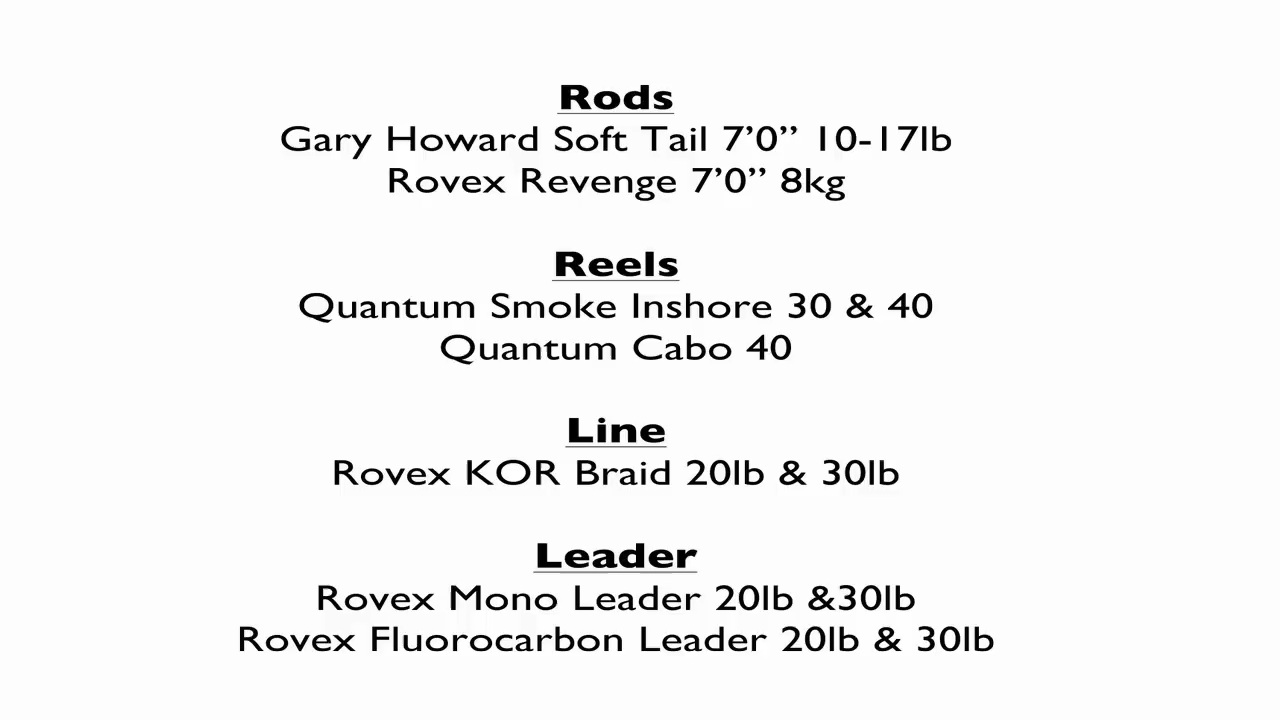 Rods
Gary Howard Soft Tail 7’0” 10-17lb
Rovex Revenge 7’0” 8kg
Reels
Quantum Smoke Inshore 30 & 40
Quantum Cabo 40
Line
Rovex KOR Braid 20lb & 30lb
Leader
Rovex Mono Leader 20lb &30lb
Rovex Fluorocarbon Leader 20lb & 30lb